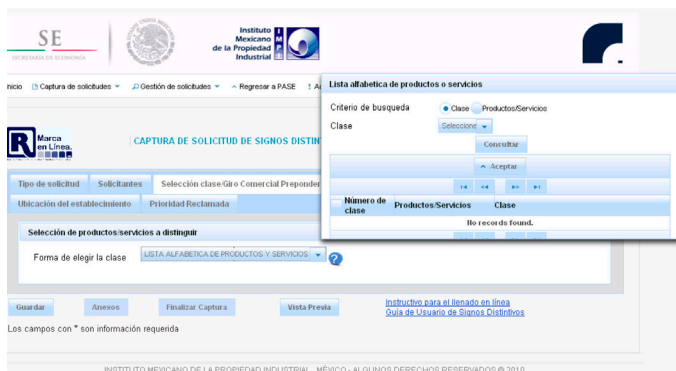 SE
SECRETARÍA DE ECONOMÍA
Instituto
Mexicano
de la Propiedad
Industrial
IMPI
nicio Captura de solicitudes Gestión de solicitudes Regresar a PASE
Marca
en Línea.
CAPTURA DE SOLICITUD DE SIGNOS DISTIN
Tipo de solicitud Solicitantes Selección clase/Giro Comercial Preponder
Ubicación del establecimiento Prioridad Reclamada
Selección de productos/servicios a distinguir
Forma de elegir la clase LISTA ALFABETICA DE PRODUCTOS Y SERVICIOS
Guardar Anexos Finalizar Captura Vista Previa
Instructivo para el llenado en línea
Guía de Usuario de Signos Distintivos
Los campos con * son información requerida
Lista alfabetica de productos o servicios
Criterio de busqueda Clase Productos/Servicios
Clase Seleccione
Consultar
Aceptar
Número de clase Productos/Servicios Clase
No records found.
INSTITUTO MEXICANO DE LA PROPIEDAD INDUSTRIAL - MÉXICO - ALGUNOS DERECHOS RESERVADOS © 2010